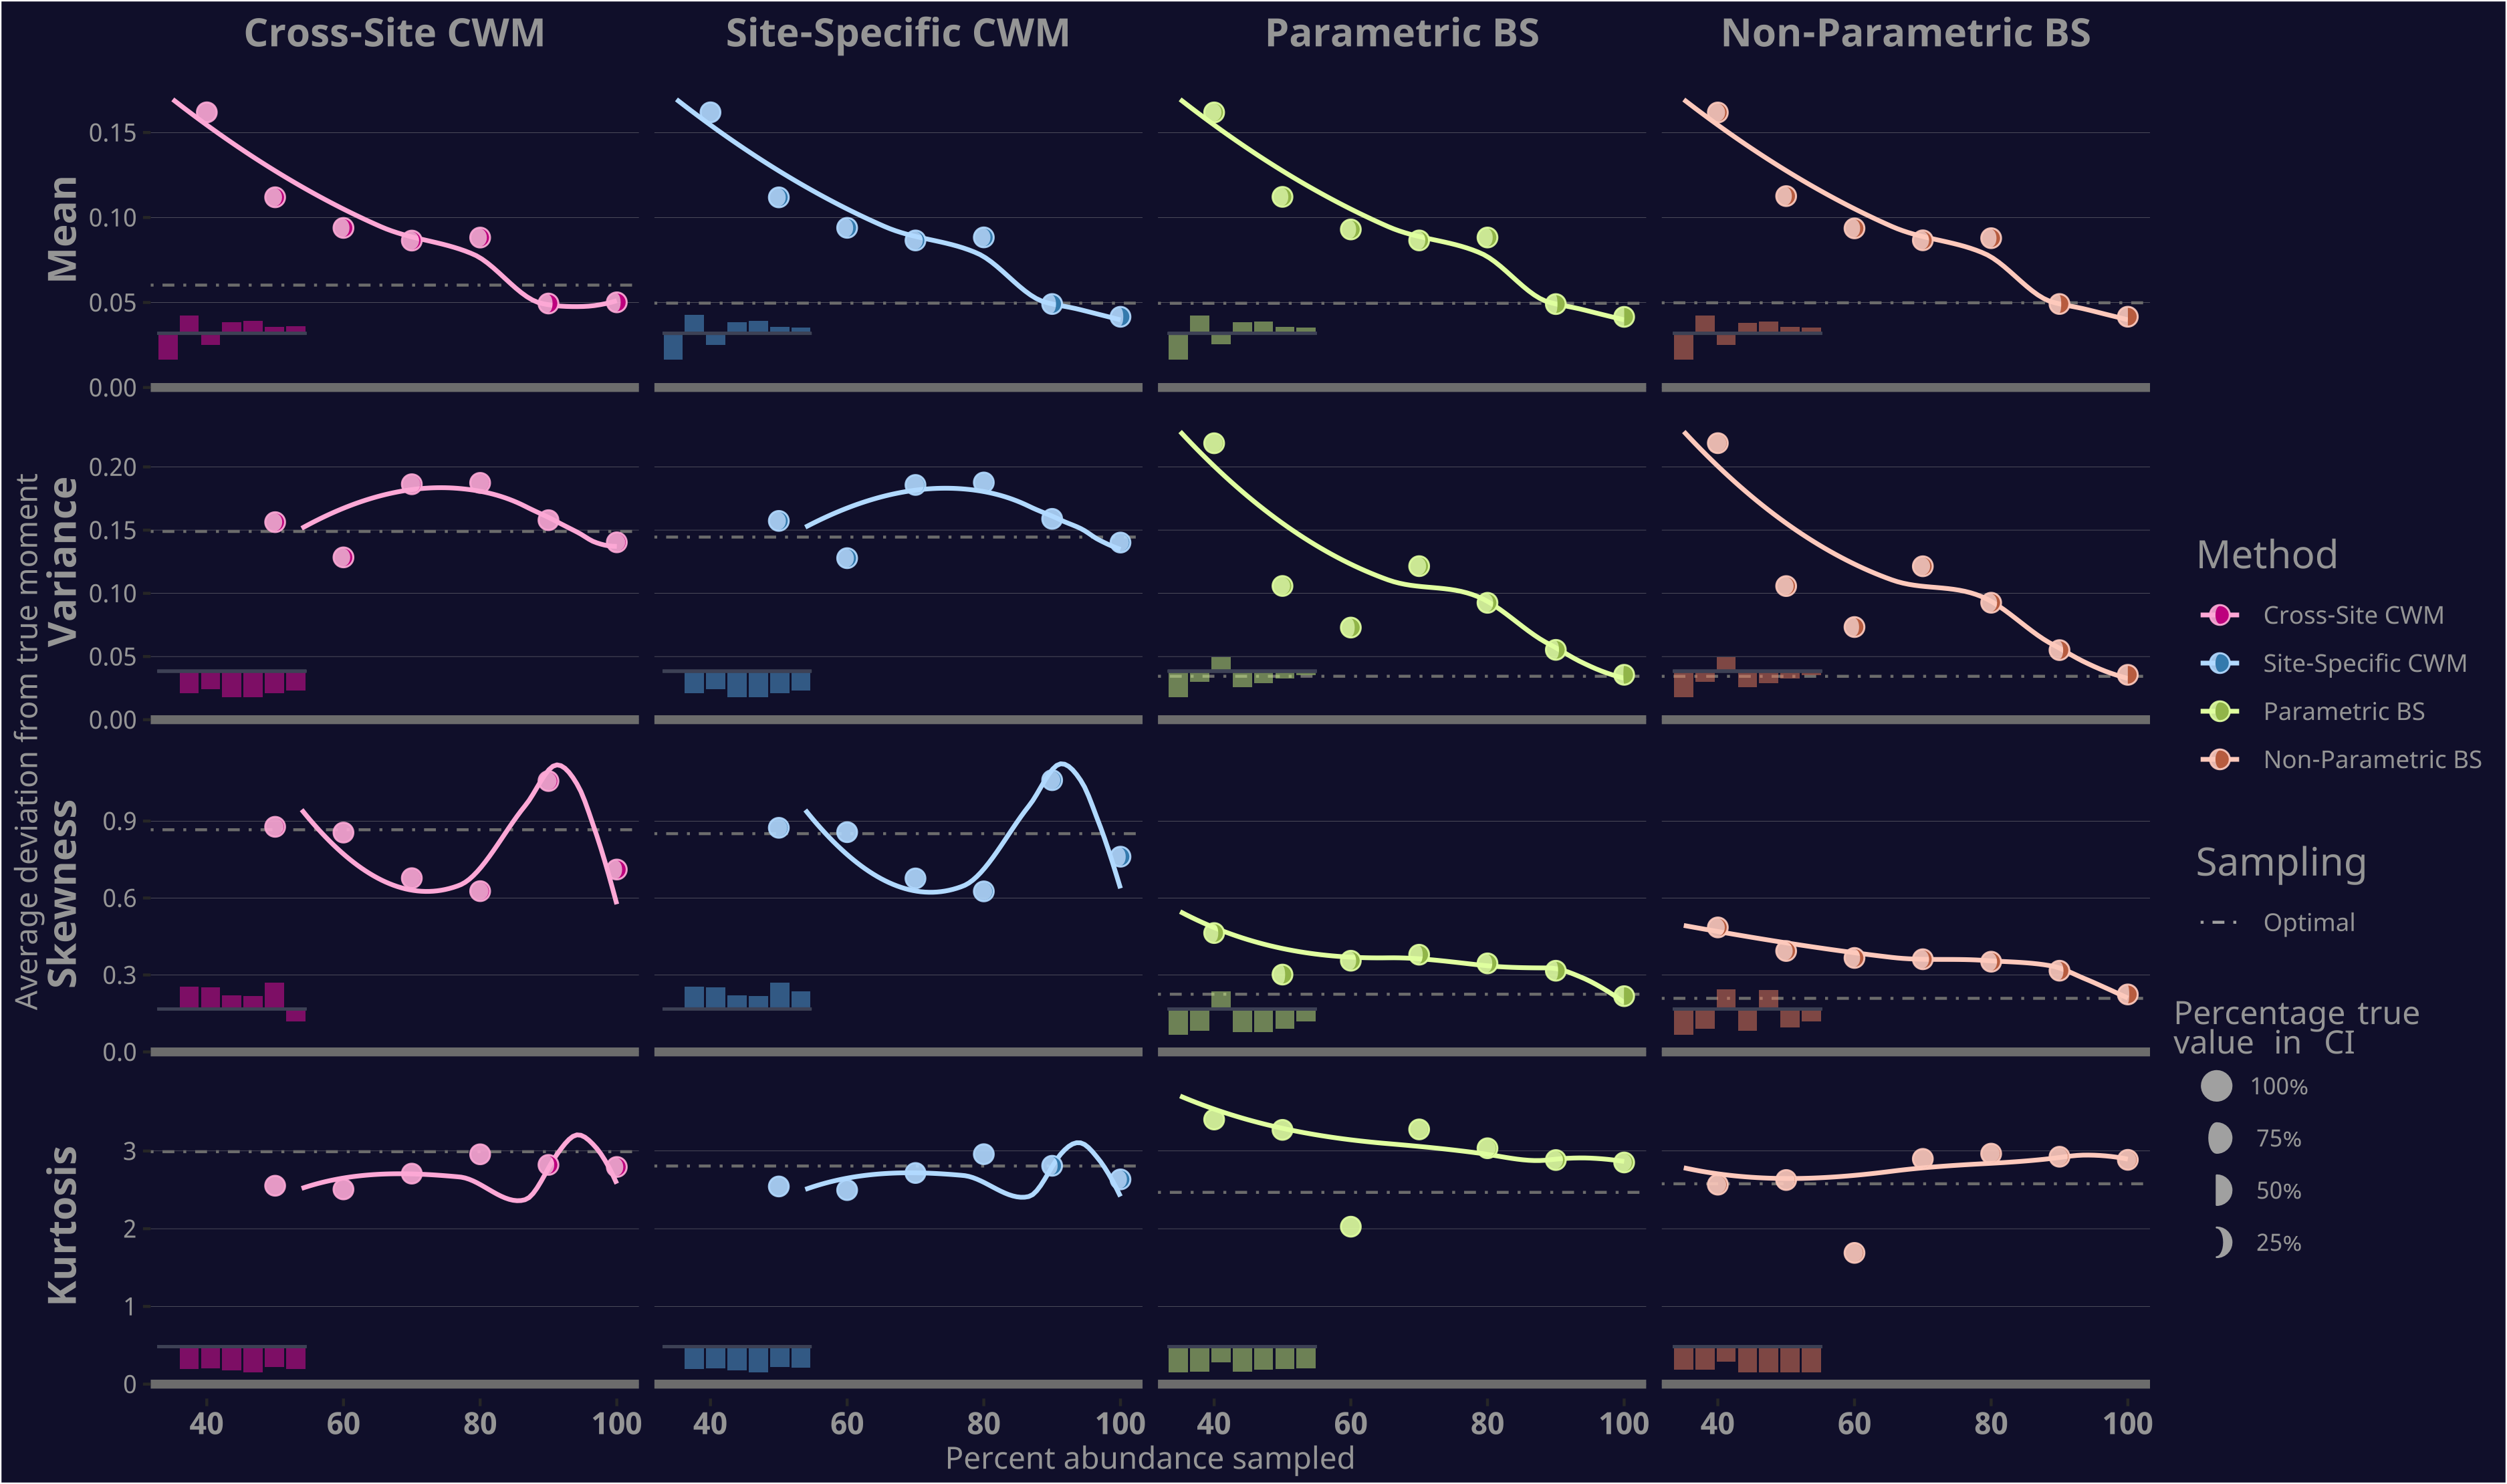 Cross-Site CWM Site-Specific CWM Parametric BS Non-Parametric BS
Average deviation from true moment
Mean
0.15
0.10
0.05
0.00
Variance
0.20
0.15
0.10
0.05
0.00
Skewness
0.9
0.6
0.3
0.0
Kurtosis
3
2
1
0
40 60 80 100 40 60 80 100 40 60 80 100 40 60 80 100
Percent abundance sampled
Method
Cross-Site CWM
Site-Specific CWM
Parametric BS
Non-Parametric BS
Sampling
Optimal
Percentage true
value in CI
100%
75%
50%
25%